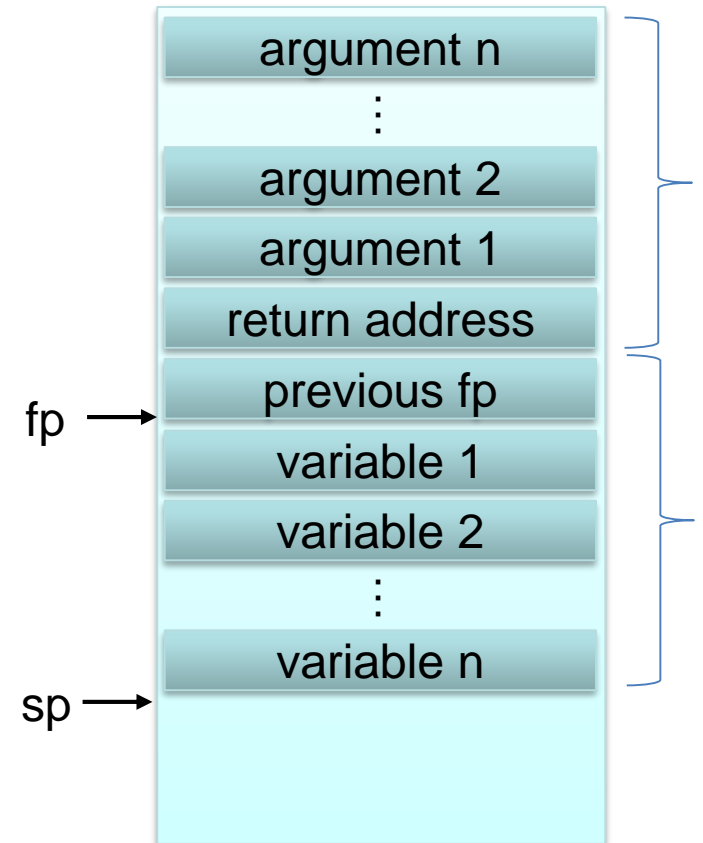 argument n
⋮
argument 2
argument 1
return address
previous fp
fp
variable 1
variable 2
⋮
variable n
sp